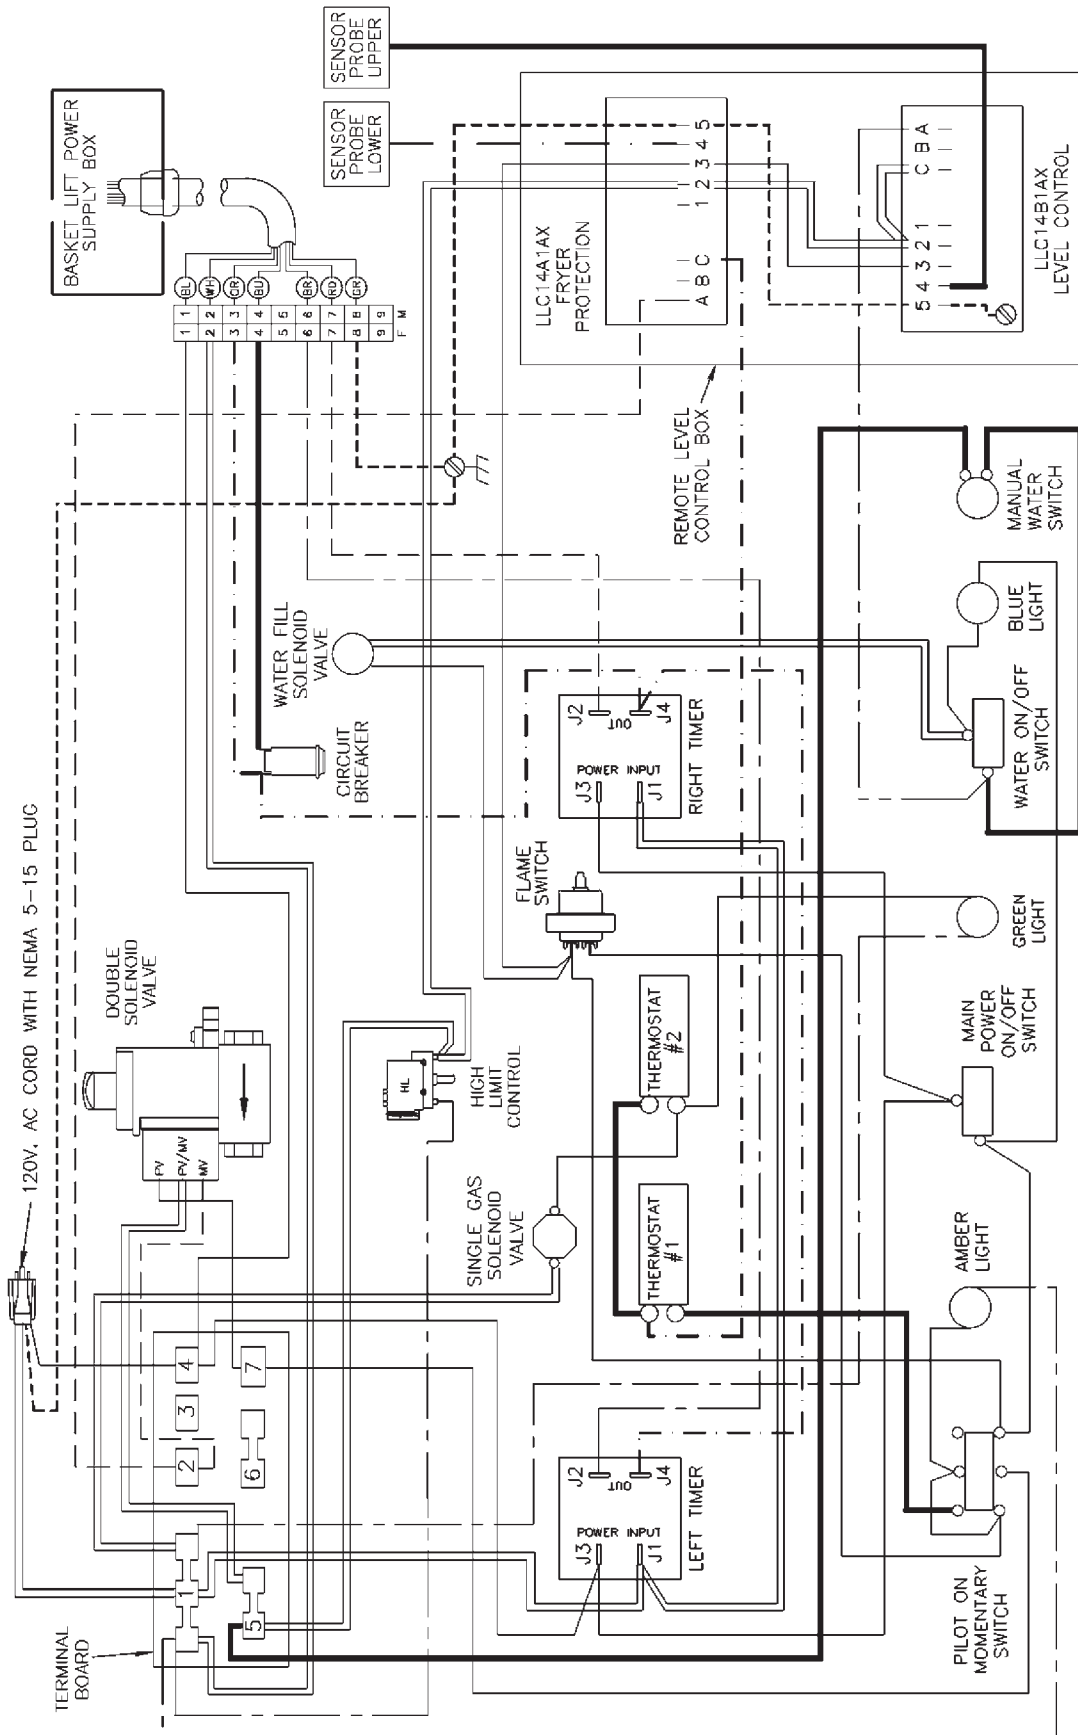 120V. AC CORD WITH NEMA 5-15 PLUG
TERMINAL
BOARD
1
2
3
4
5
6
7
DOUBLE
SOLENOID
VALVE
PV
PV/MV
MV
BASKET LIFT POWER
SUPPLY BOX
BL
WH
OR
BU
BR
RD
GR
1 1
2 2
3 3
4 4
5 5
6 6
7 7
8 8
9 9
F M
SENSOR
PROBE
LOWER
SENSOR
PROBE
UPPER
CIRCUIT
BREAKER
WATER FILL
SOLENOID
VALVE
HL
HIGH
LIMIT
CONTROL
SINGLE GAS
SOLENOID
VALVE
FLAME
SWITCH
LLC14A1AX
FRYER
PROTECTION
A B C
1 2 3 4 5
REMOTE LEVEL
CONTROL BOX
J2
OUT
J4
POWER INPUT
J3
J1
LEFT TIMER
THERMOSTAT
#1
THERMOSTAT
#2
J2
OUT
J4
POWER INPUT
J3
J1
RIGHT TIMER
5 4 3 2 1
C B A
LLC14B1AX
LEVEL CONTROL
PILOT ON
MOMENTARY
SWITCH
AMBER
LIGHT
MAIN
POWER
ON/OFF
SWITCH
GREEN
LIGHT
WATER ON/OFF
SWITCH
BLUE
LIGHT
MANUAL
WATER
SWITCH